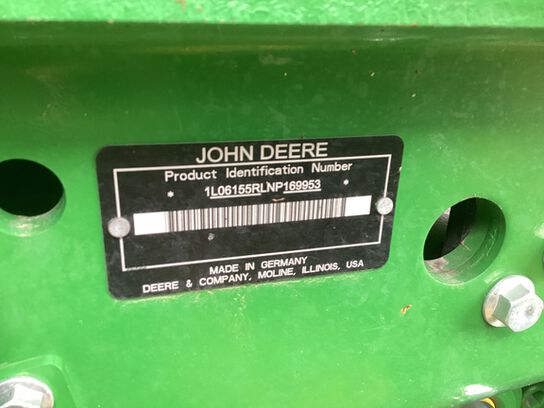 JOHN DEERE
Product Identification Number
* 1L06155RLNP169953 *
MADE IN GERMANY
DEERE & COMPANY, MOLINE, ILLINOIS, USA